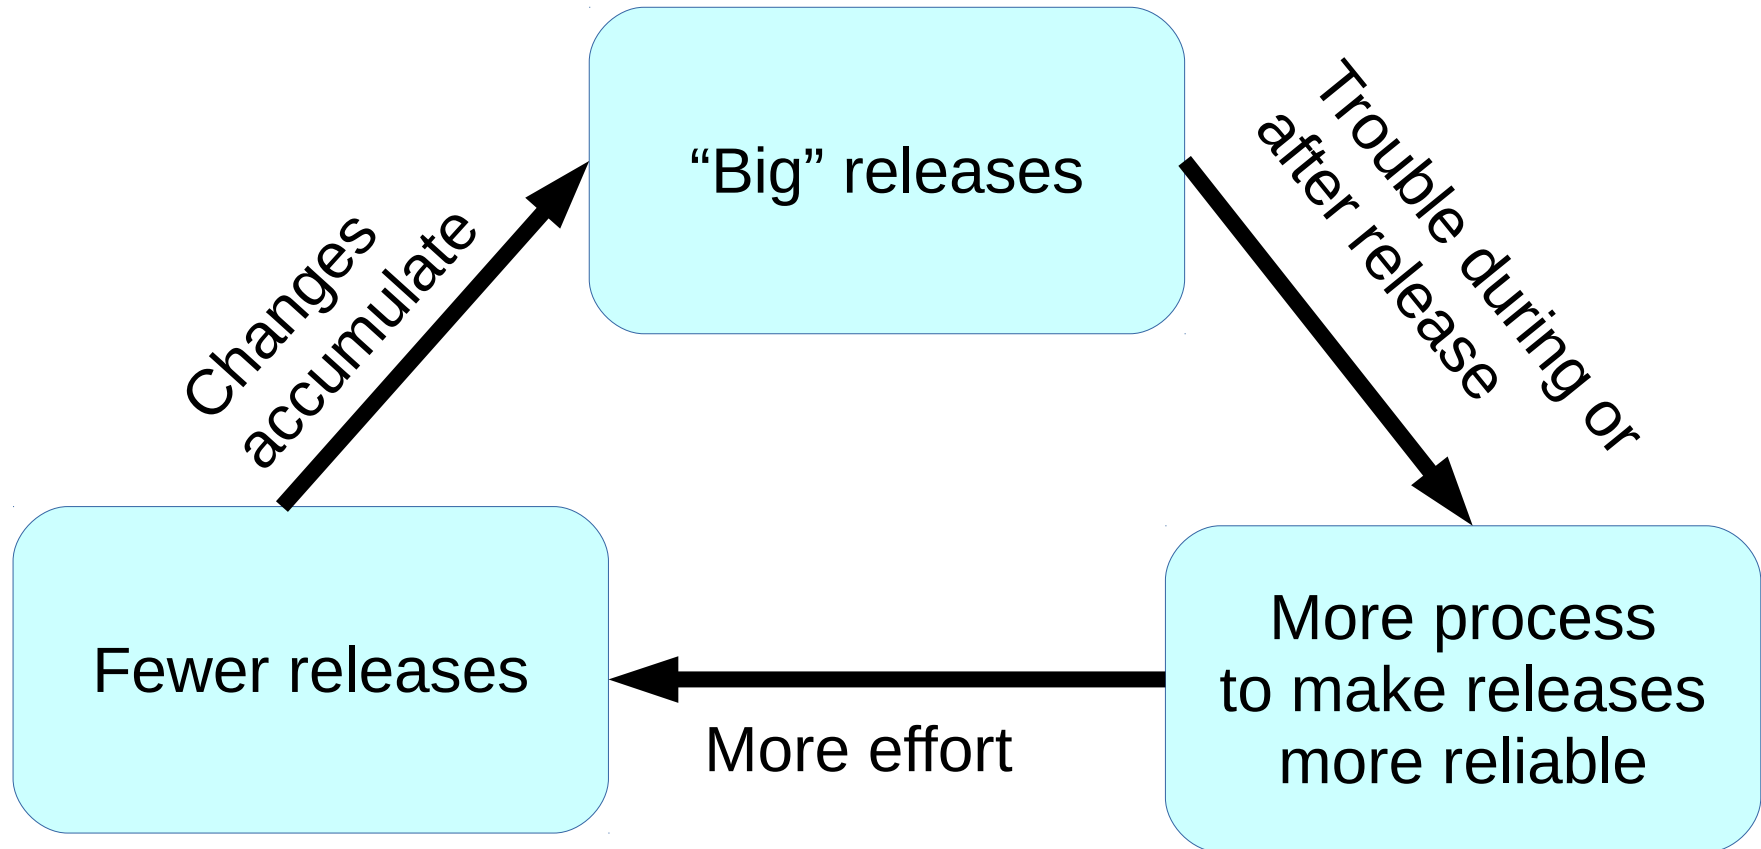 “Big” releases
Trouble during or
after release
More process
to make releases
more reliable
More effort
Fewer releases
Changes
accumulate